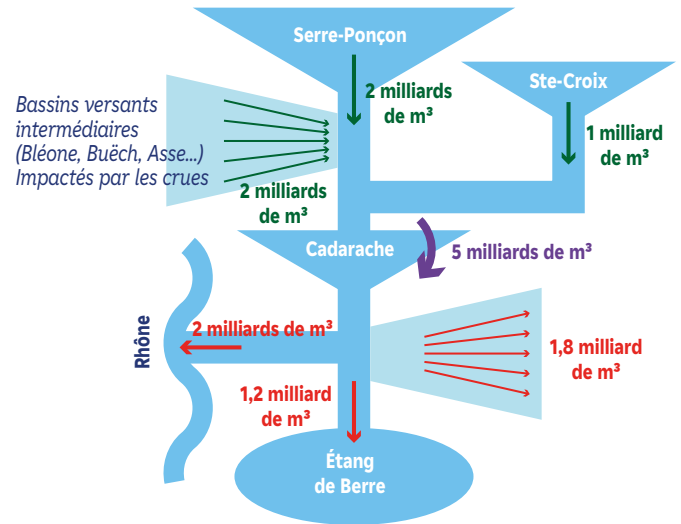 Serre-Ponçon
2 milliards
de m³
Ste-Croix
1 milliard
de m³
Bassins versants
intermédiaires
(Bléone, Buëch, Asse...)
Impactés par les crues
2 milliards
de m³
Cadarache
5 milliards de m³
Rhône
2 milliards de m³
1,8 milliard
de m³
1,2 milliard
de m³
Étang
de Berre